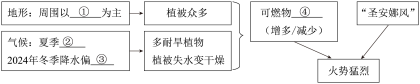 地形：周围以 ① 为主
植被众多
可燃物 ④
（增多/减少）
“圣安娜风”
气候：夏季 ②
2024年冬季降水偏 ③
多耐旱植物
植被失水变干燥
火势猛烈